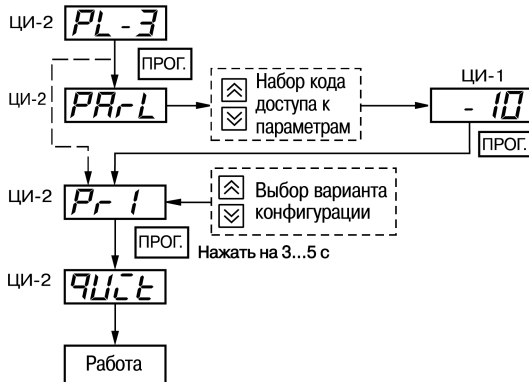 ЦИ-2 PL-3
ПРОГ.
ЦИ-2 PArL
Набор кода
доступа к
параметрам
ЦИ-1
-10
ПРОГ.
ЦИ-2 Pr 1
Выбор варианта
конфигурации
ПРОГ.
Нажать на 3...5 с
ЦИ-2 quit
Работа